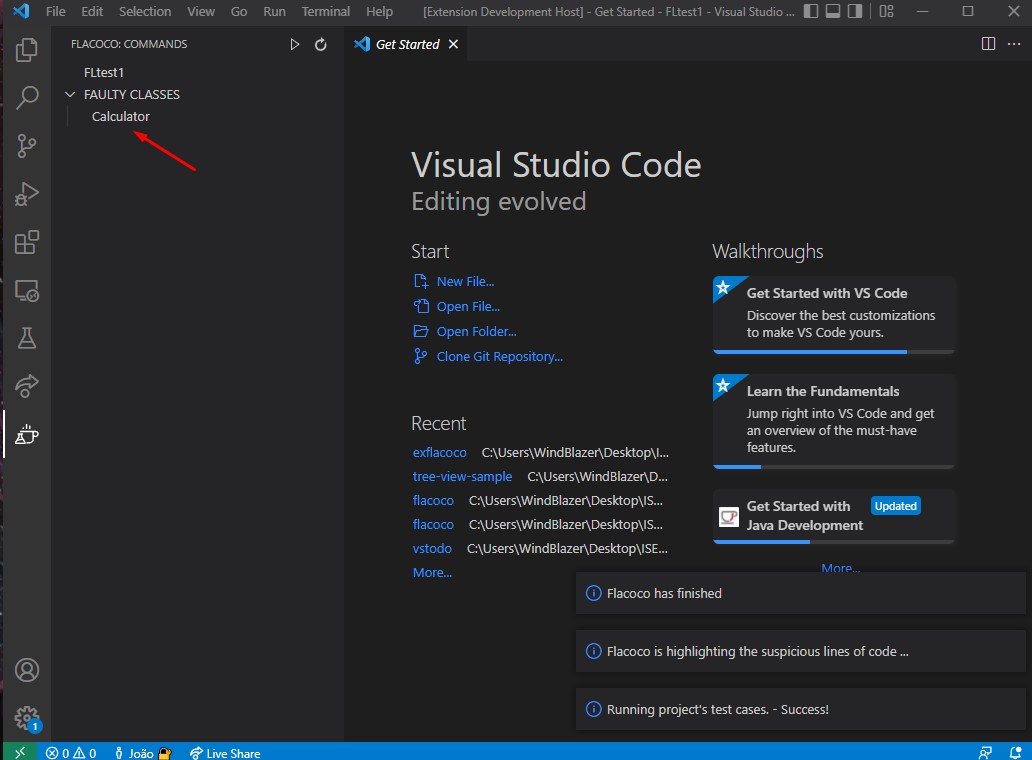 File Edit Selection View Go Run Terminal Help [Extension Development Host] - Get Started - FLtest1 - Visual Studio ...
FLACOCO: COMMANDS
Get Started
FLtest1
FAULTY CLASSES
Calculator
Visual Studio Code
Editing evolved
Start
New File...
Open File...
Open Folder...
Clone Git Repository...
Recent
exflacoco C:\Users\WindBlazer\Desktop\I...
tree-view-sample C:\Users\WindBlazer\D...
flacoco C:\Users\WindBlazer\Desktop\IS...
flacoco C:\Users\WindBlazer\Desktop\IS...
vstodo C:\Users\WindBlazer\Desktop\ISE...
More...
Walkthroughs
Get Started with VS Code
Discover the best customizations
to make VS Code yours.
Learn the Fundamentals
Jump right into VS Code and get
an overview of the must-have
features.
Get Started with
Java Development
Updated
More...
Flacoco has finished
Flacoco is highlighting the suspicious lines of code ...
Running project's test cases. - Success!
1
0 0 João Live Share